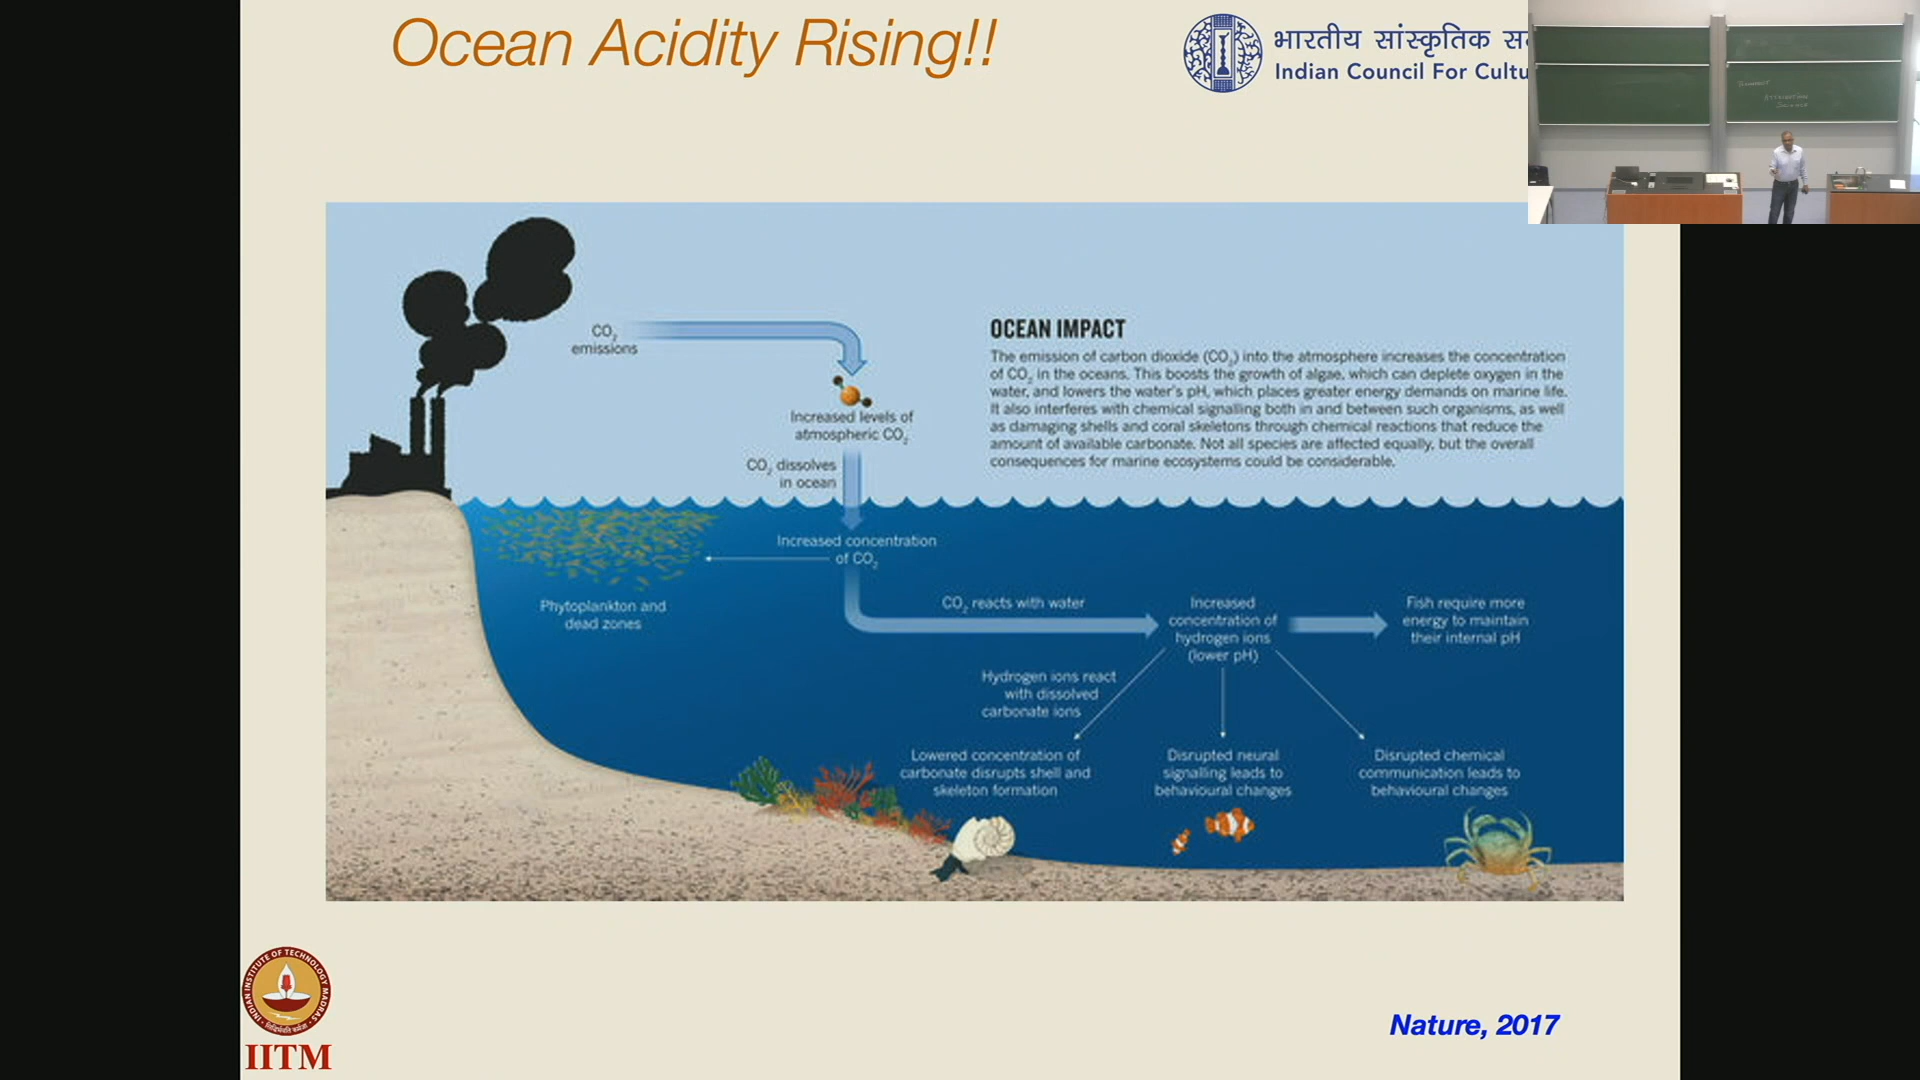 Ocean Acidity Rising!!
भारतीय सांस्कृतिक
Indian Council For
CO₂
emissions
Increased levels of
atmospheric CO₂
CO₂ dissolves
in ocean
OCEAN IMPACT
The emission of carbon dioxide (CO₂) into the atmosphere increases the concentration
of CO₂ in the oceans. This boosts the growth of algae, which can deplete oxygen in the
water, and lowers the water's pH, which places greater energy demands on marine life.
It also interferes with chemical signalling both in and between such organisms, as well
as damaging shells and coral skeletons through chemical reactions that reduce the
amount of available carbonate. Not all species are affected equally, but the overall
consequences for marine ecosystems could be considerable.
Increased concentration
of CO₂
Phytoplankton and
dead zones
CO₂ reacts with water
Increased
concentration of
hydrogen ions
(lower pH)
Fish require more
energy to maintain
their internal pH
Hydrogen ions react
with dissolved
carbonate ions
Lowered concentration of
carbonate disrupts shell and
skeleton formation
Disrupted neural
signalling leads to
behavioural changes
Disrupted chemical
communication leads to
behavioural changes
INDIAN INSTITUTE OF TECHNOLOGY MADRAS
IITM
Nature, 2017